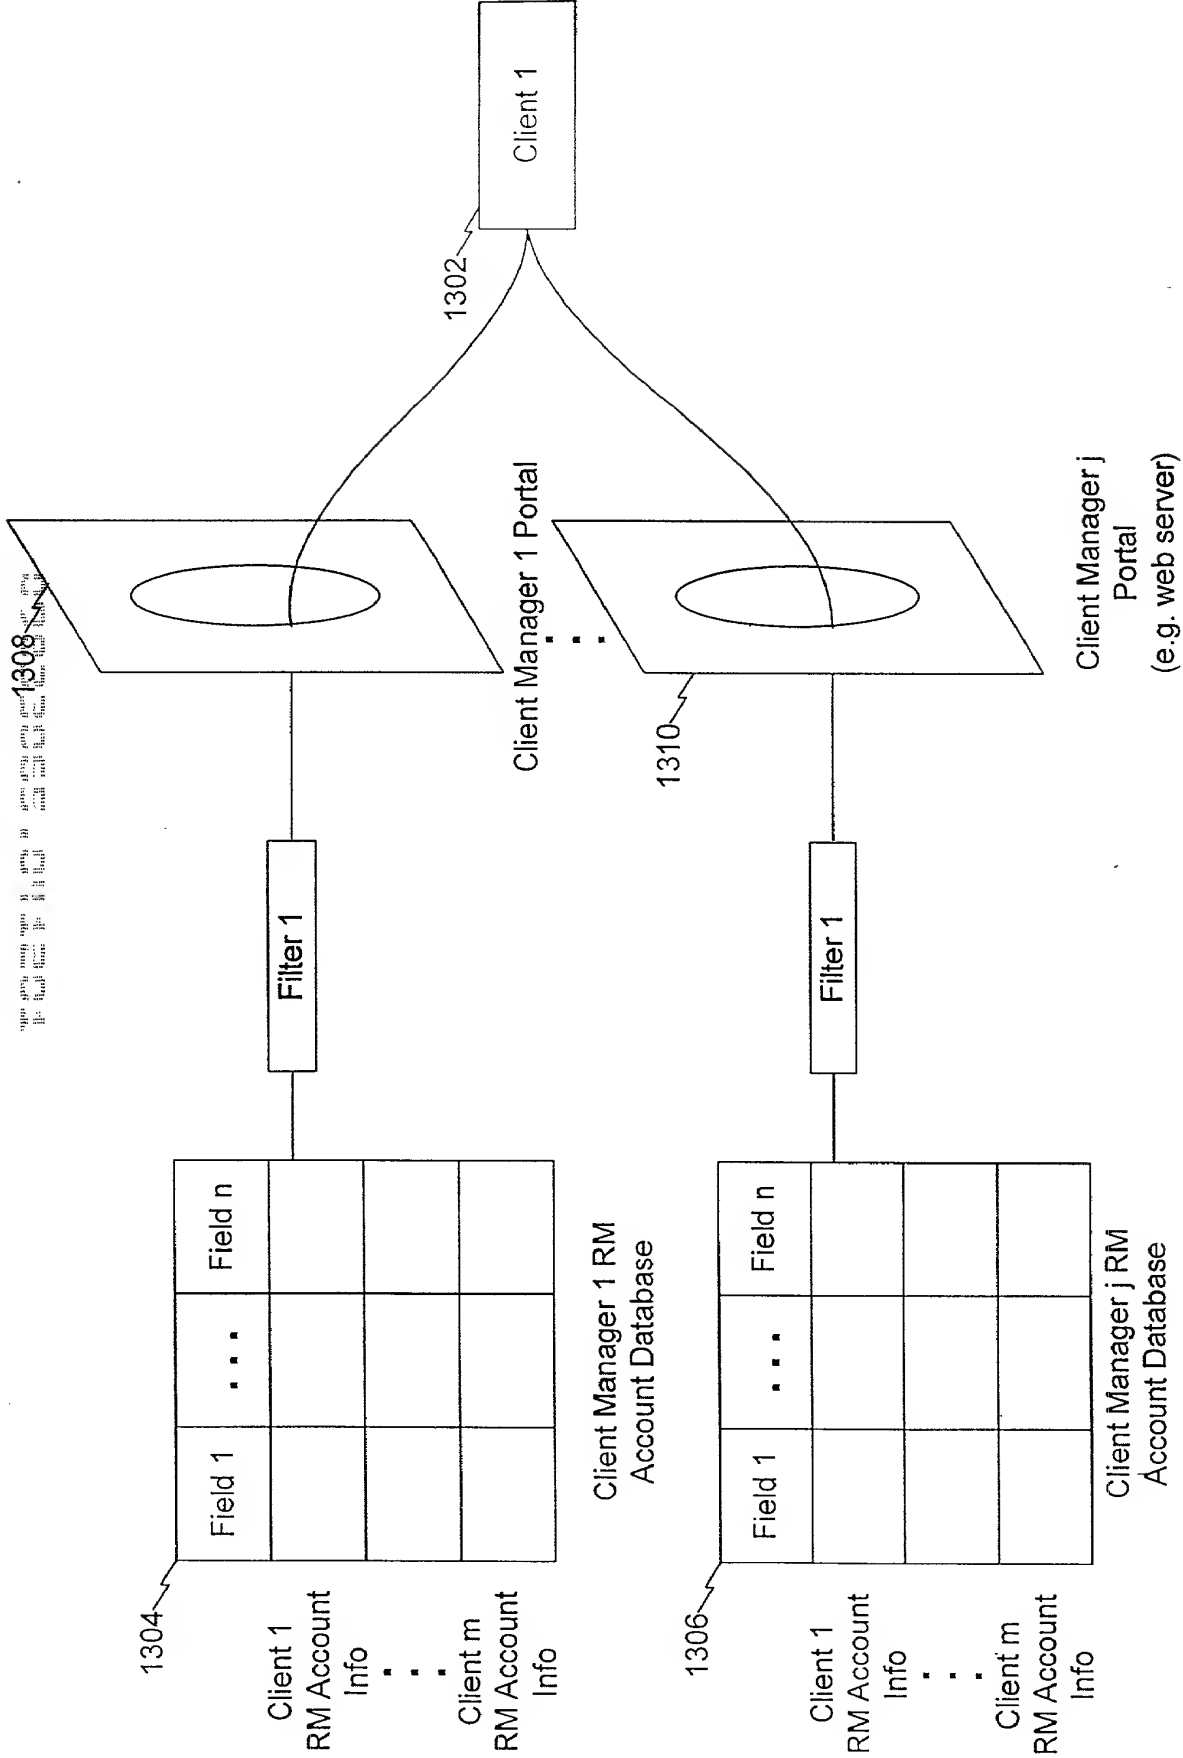 1304
Field 1
. . .
Field n
Client 1
RM Account
Info
. . .
Client m
RM Account
Info
Client Manager 1 RM
Account Database
Filter 1
1308
Client Manager 1 Portal
. . .
1302
Client 1
1306
Field 1
. . .
Field n
Client 1
RM Account
Info
. . .
Client m
RM Account
Info
Client Manager j RM
Account Database
Filter 1
1310
Client Manager j
Portal
(e.g. web server)